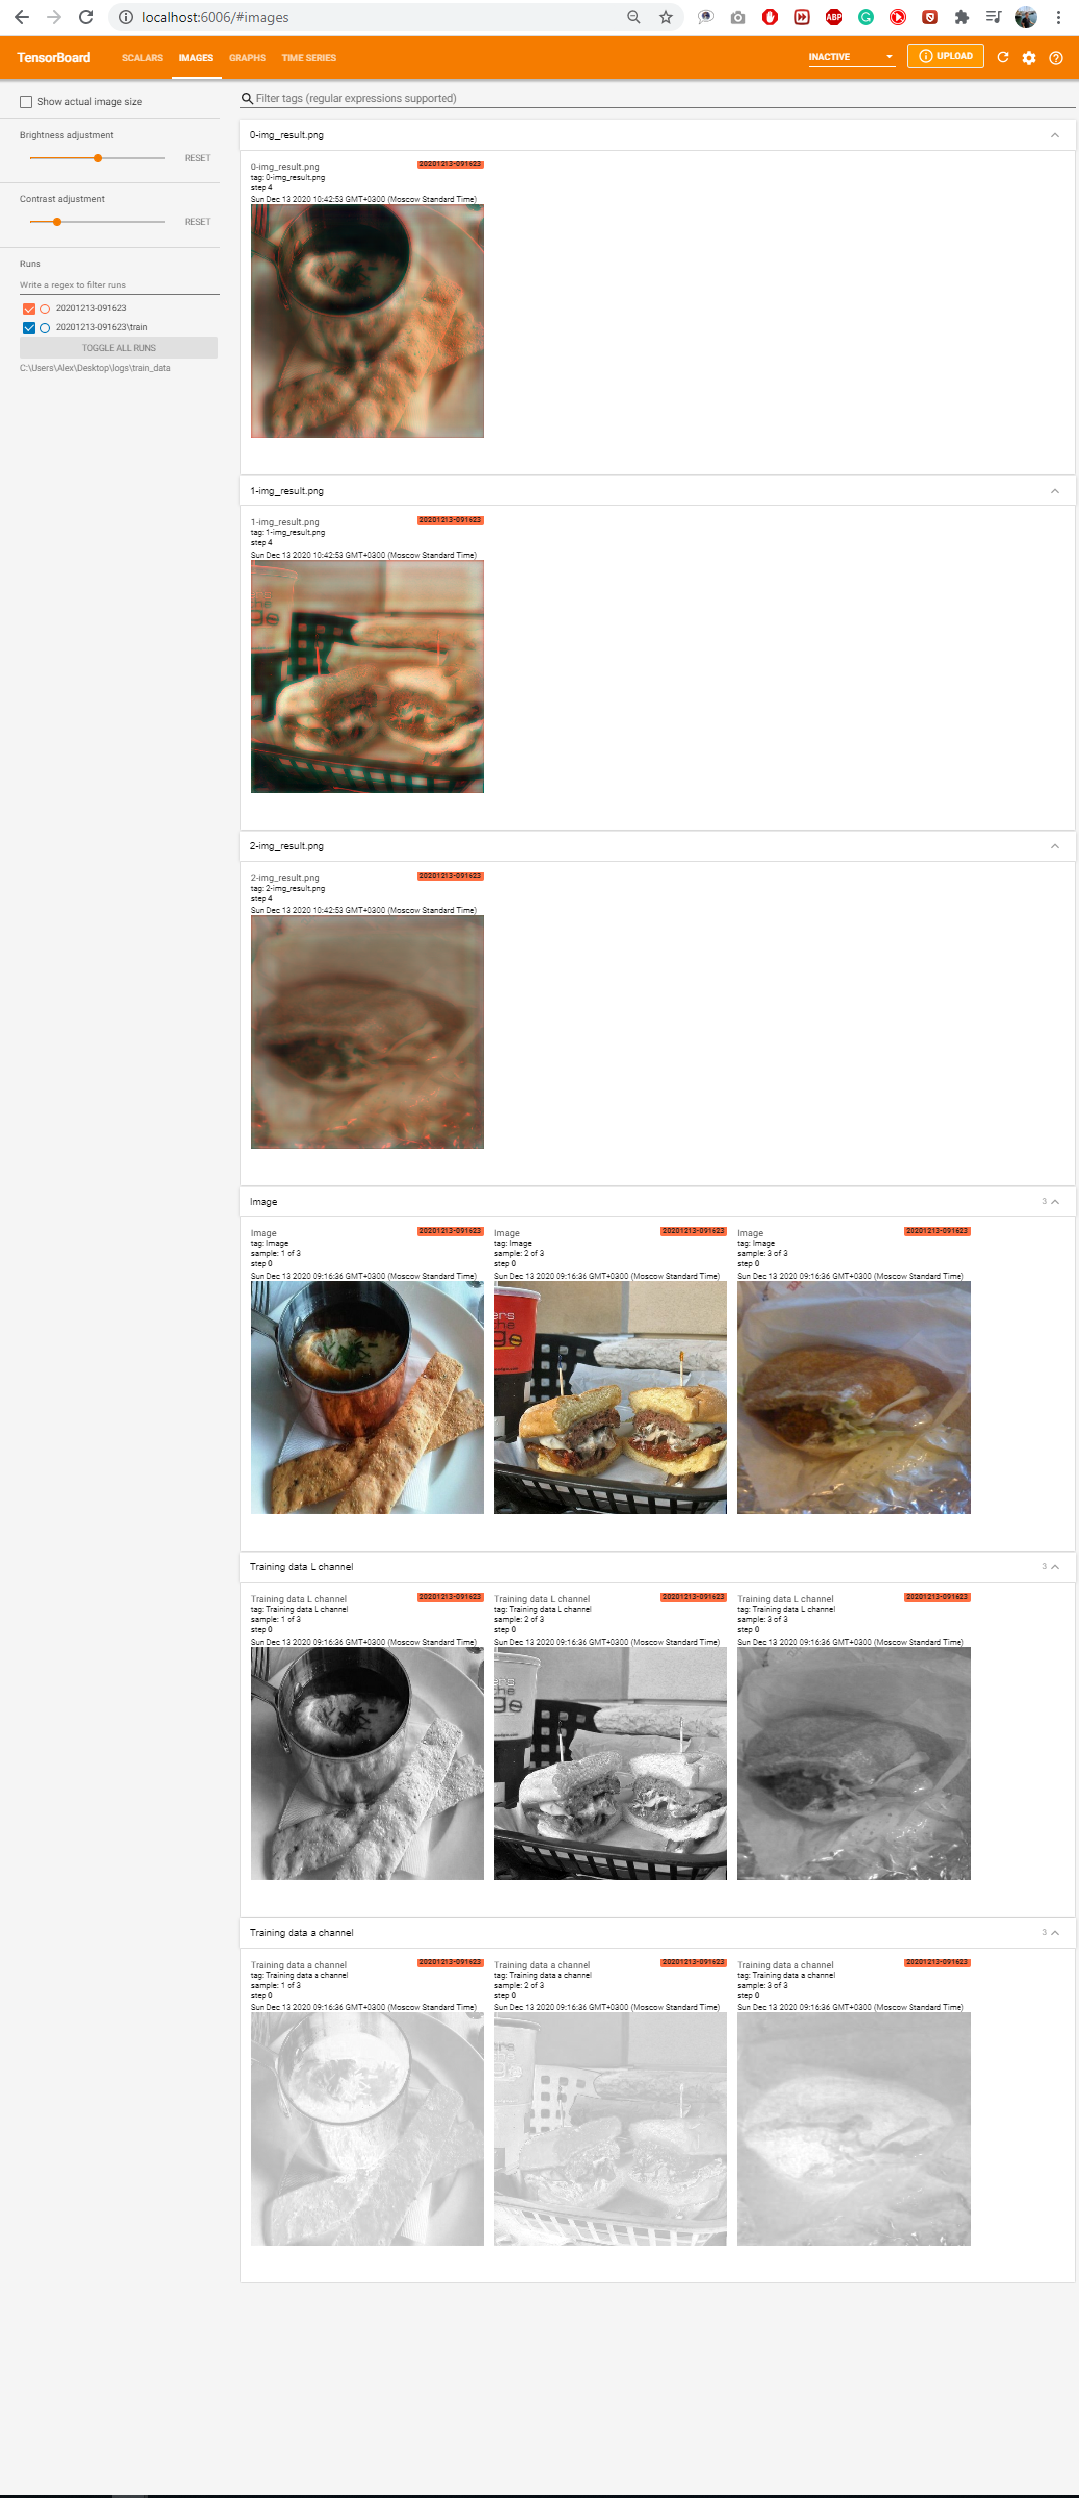 localhost:6006/#images
TensorBoard
SCALARS
IMAGES
GRAPHS
TIME SERIES
INACTIVE
UPLOAD
Show actual image size
Brightness adjustment
RESET
Contrast adjustment
RESET
Runs
Write a regex to filter runs
20201213-091623
20201213-091623\train
TOGGLE ALL RUNS
C:\Users\Alex\Desktop\logs\train_data
Filter tags (regular expressions supported)
0-img_result.png
0-img_result.png
20201213-091623
tag: 0-img_result.png
step 4
Sun Dec 13 2020 10:42:53 GMT+0300 (Moscow Standard Time)
1-img_result.png
1-img_result.png
20201213-091623
tag: 1-img_result.png
step 4
Sun Dec 13 2020 10:42:53 GMT+0300 (Moscow Standard Time)
2-img_result.png
2-img_result.png
20201213-091623
tag: 2-img_result.png
step 4
Sun Dec 13 2020 10:42:53 GMT+0300 (Moscow Standard Time)
Image
3
Image
20201213-091623
tag: Image
sample: 1 of 3
step 0
Sun Dec 13 2020 09:16:36 GMT+0300 (Moscow Standard Time)
Image
20201213-091623
tag: Image
sample: 2 of 3
step 0
Sun Dec 13 2020 09:16:36 GMT+0300 (Moscow Standard Time)
Image
20201213-091623
tag: Image
sample: 3 of 3
step 0
Sun Dec 13 2020 09:16:36 GMT+0300 (Moscow Standard Time)
Training data L channel
3
Training data L channel
20201213-091623
tag: Training data L channel
sample: 1 of 3
step 0
Sun Dec 13 2020 09:16:36 GMT+0300 (Moscow Standard Time)
Training data L channel
20201213-091623
tag: Training data L channel
sample: 2 of 3
step 0
Sun Dec 13 2020 09:16:36 GMT+0300 (Moscow Standard Time)
Training data L channel
20201213-091623
tag: Training data L channel
sample: 3 of 3
step 0
Sun Dec 13 2020 09:16:36 GMT+0300 (Moscow Standard Time)
Training data a channel
3
Training data a channel
20201213-091623
tag: Training data a channel
sample: 1 of 3
step 0
Sun Dec 13 2020 09:16:36 GMT+0300 (Moscow Standard Time)
Training data a channel
20201213-091623
tag: Training data a channel
sample: 2 of 3
step 0
Sun Dec 13 2020 09:16:36 GMT+0300 (Moscow Standard Time)
Training data a channel
20201213-091623
tag: Training data a channel
sample: 3 of 3
step 0
Sun Dec 13 2020 09:16:36 GMT+0300 (Moscow Standard Time)